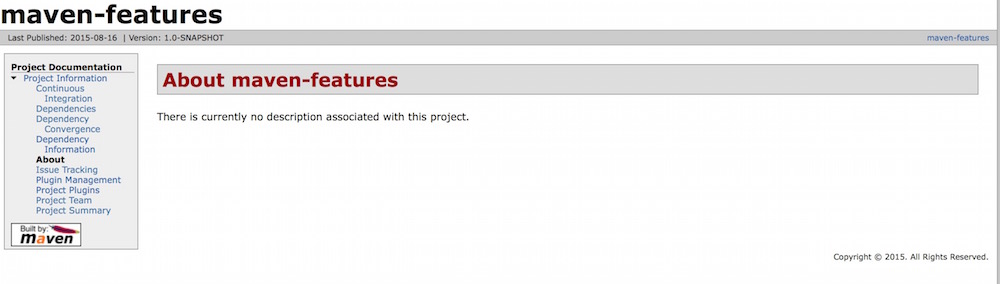 maven-features
Last Published: 2015-08-16 | Version: 1.0-SNAPSHOT
maven-features
Project Documentation
Project Information
Continuous
Integration
Dependencies
Dependency
Convergence
Dependency
Information
About
Issue Tracking
Plugin Management
Project Plugins
Project Team
Project Summary
Built by:
maven
About maven-features
There is currently no description associated with this project.
Copyright © 2015. All Rights Reserved.